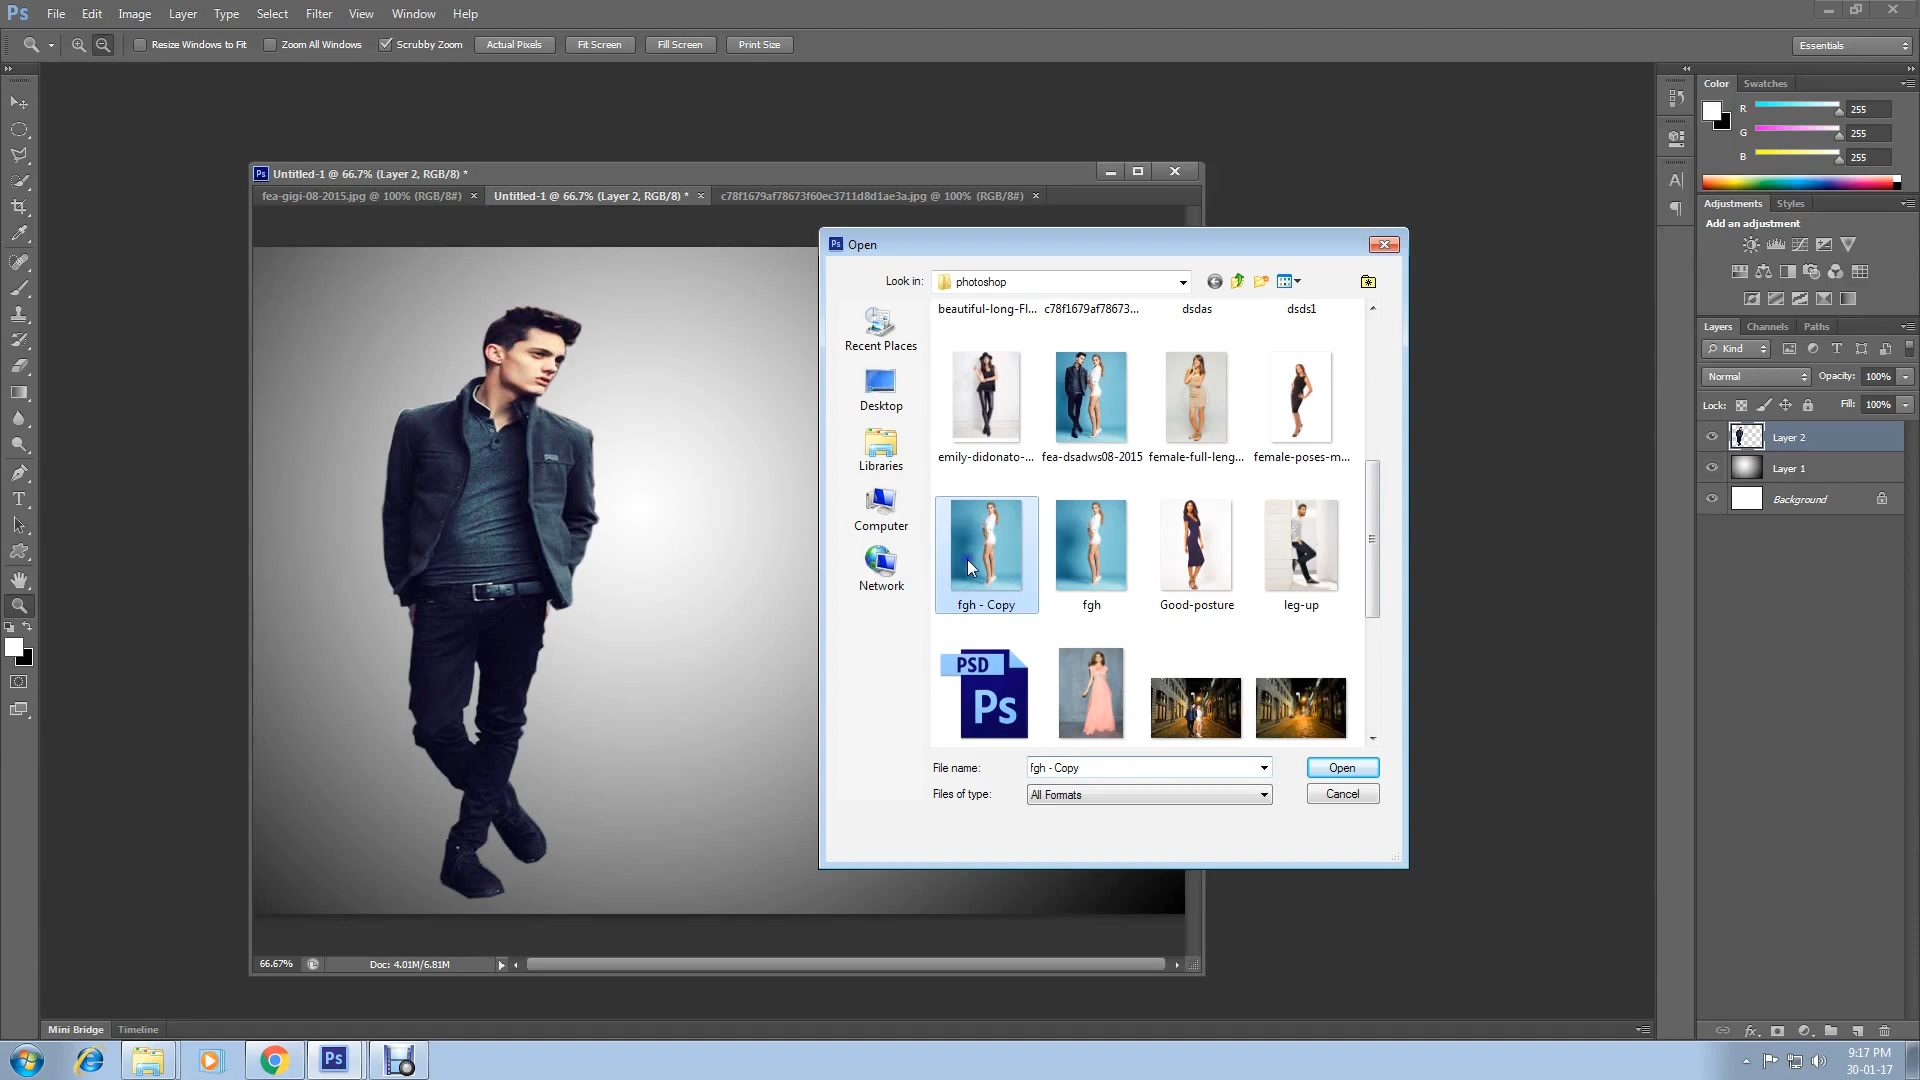 Ps File Edit Image Layer Type Select Filter View Window Help
Resize Windows to Fit Zoom All Windows Scrubby Zoom Actual Pixels Fit Screen Fill Screen Print Size Essentials
Color Swatches
R 255
G 255
B 255
Ps Untitled-1 @ 66.7% (Layer 2, RGB/8) *
fea-gigi-08-2015.jpg @ 100% (RGB/8#) Untitled-1 @ 66.7% (Layer 2, RGB/8) * c78f1679af78673f60ec3711d8d1ae3a.jpg @ 100% (RGB/8#)
Adjustments Styles
Add an adjustment
Ps Open
Look in: photoshop
Recent Places
Desktop
Libraries
Computer
Network
beautiful-long-Fl... c78f1679af78673... dsdas dsds1
emily-didonato-... fea-dsadws08-2015 female-full-leng... female-poses-m...
fgh - Copy fgh Good-posture leg-up
PSD
Ps
File name: fgh - Copy Open
Files of type: All Formats Cancel
Layers Channels Paths
Kind
Normal Opacity: 100%
Lock: Fill: 100%
Layer 2
Layer 1
Background
66.67% Doc: 4.01M/6.81M
Mini Bridge Timeline
Ps
9:17 PM
30-01-17